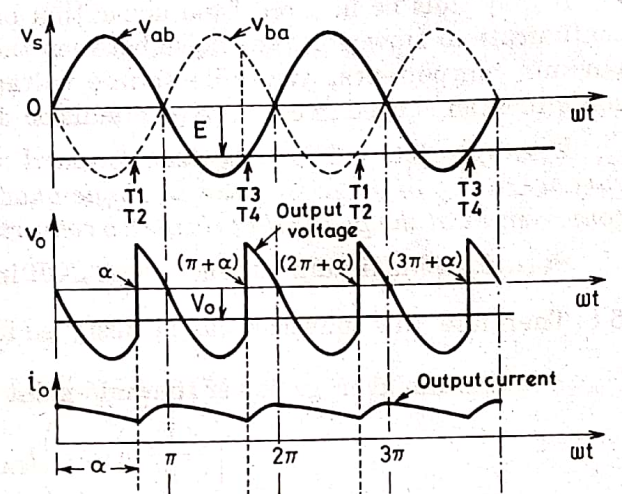 Vs
Vab
Vba
0
E
ωt
T1
T2
T3
T4
T1
T2
T3
T4
Vo
Output
voltage
α
(π+α)
(2π+α)
(3π+α)
Vo
io
Output current
α
π
2π
3π
ωt